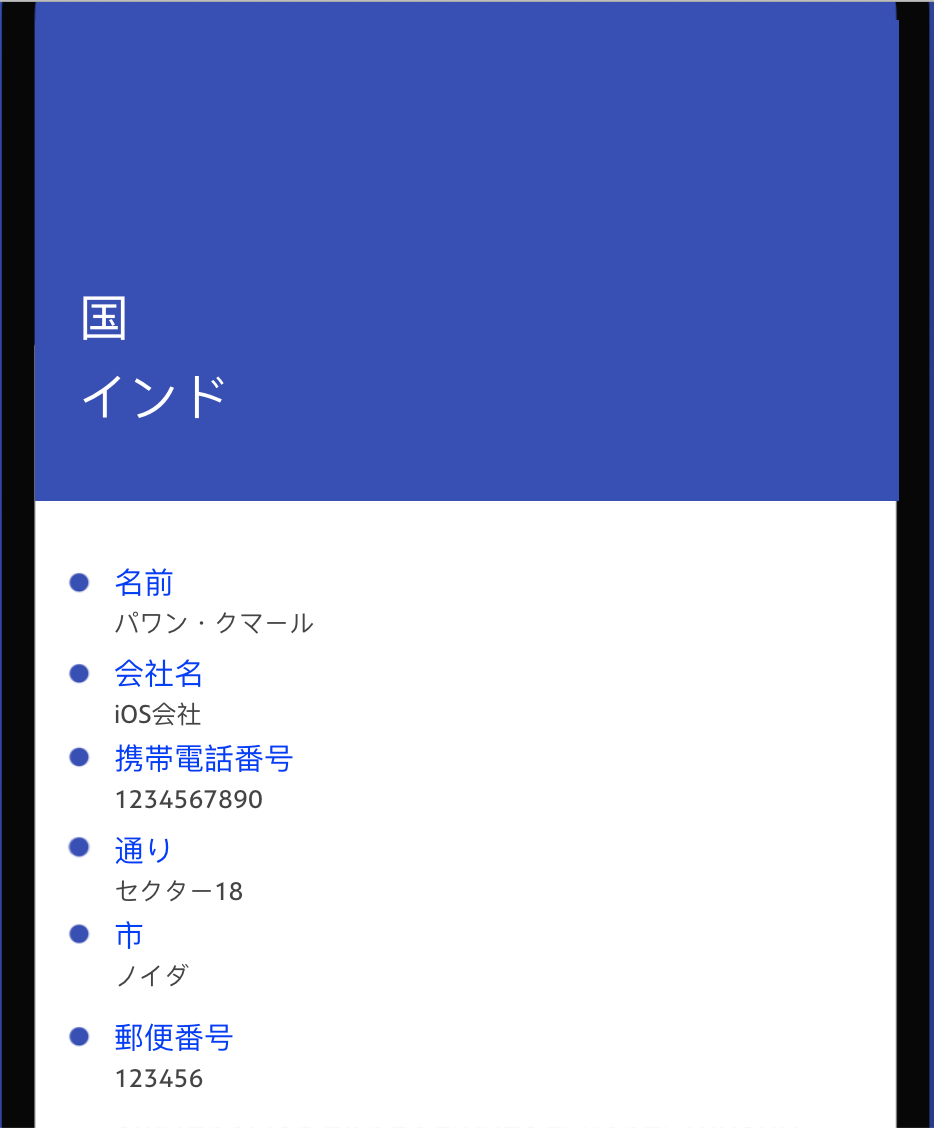 国
インド
名前
パワン・クマール
会社名
iOS会社
携帯電話番号
1234567890
通り
セクター18
市
ノイダ
郵便番号
123456